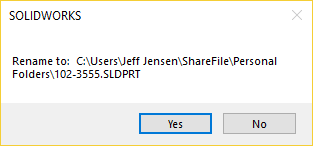 SOLIDWORKS
Rename to:  C:\Users\Jeff Jensen\ShareFile\Personal
Folders\102-3555.SLDPRT
Yes
No